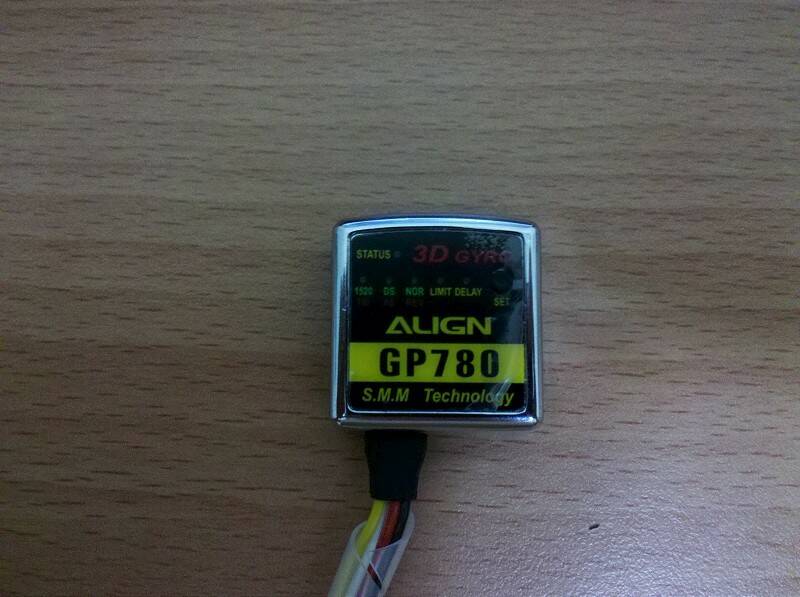 STATUS 3D GYRO
1520 DS NOR LIMIT DELAY
SET
ALIGN
GP780
S.M.M Technology